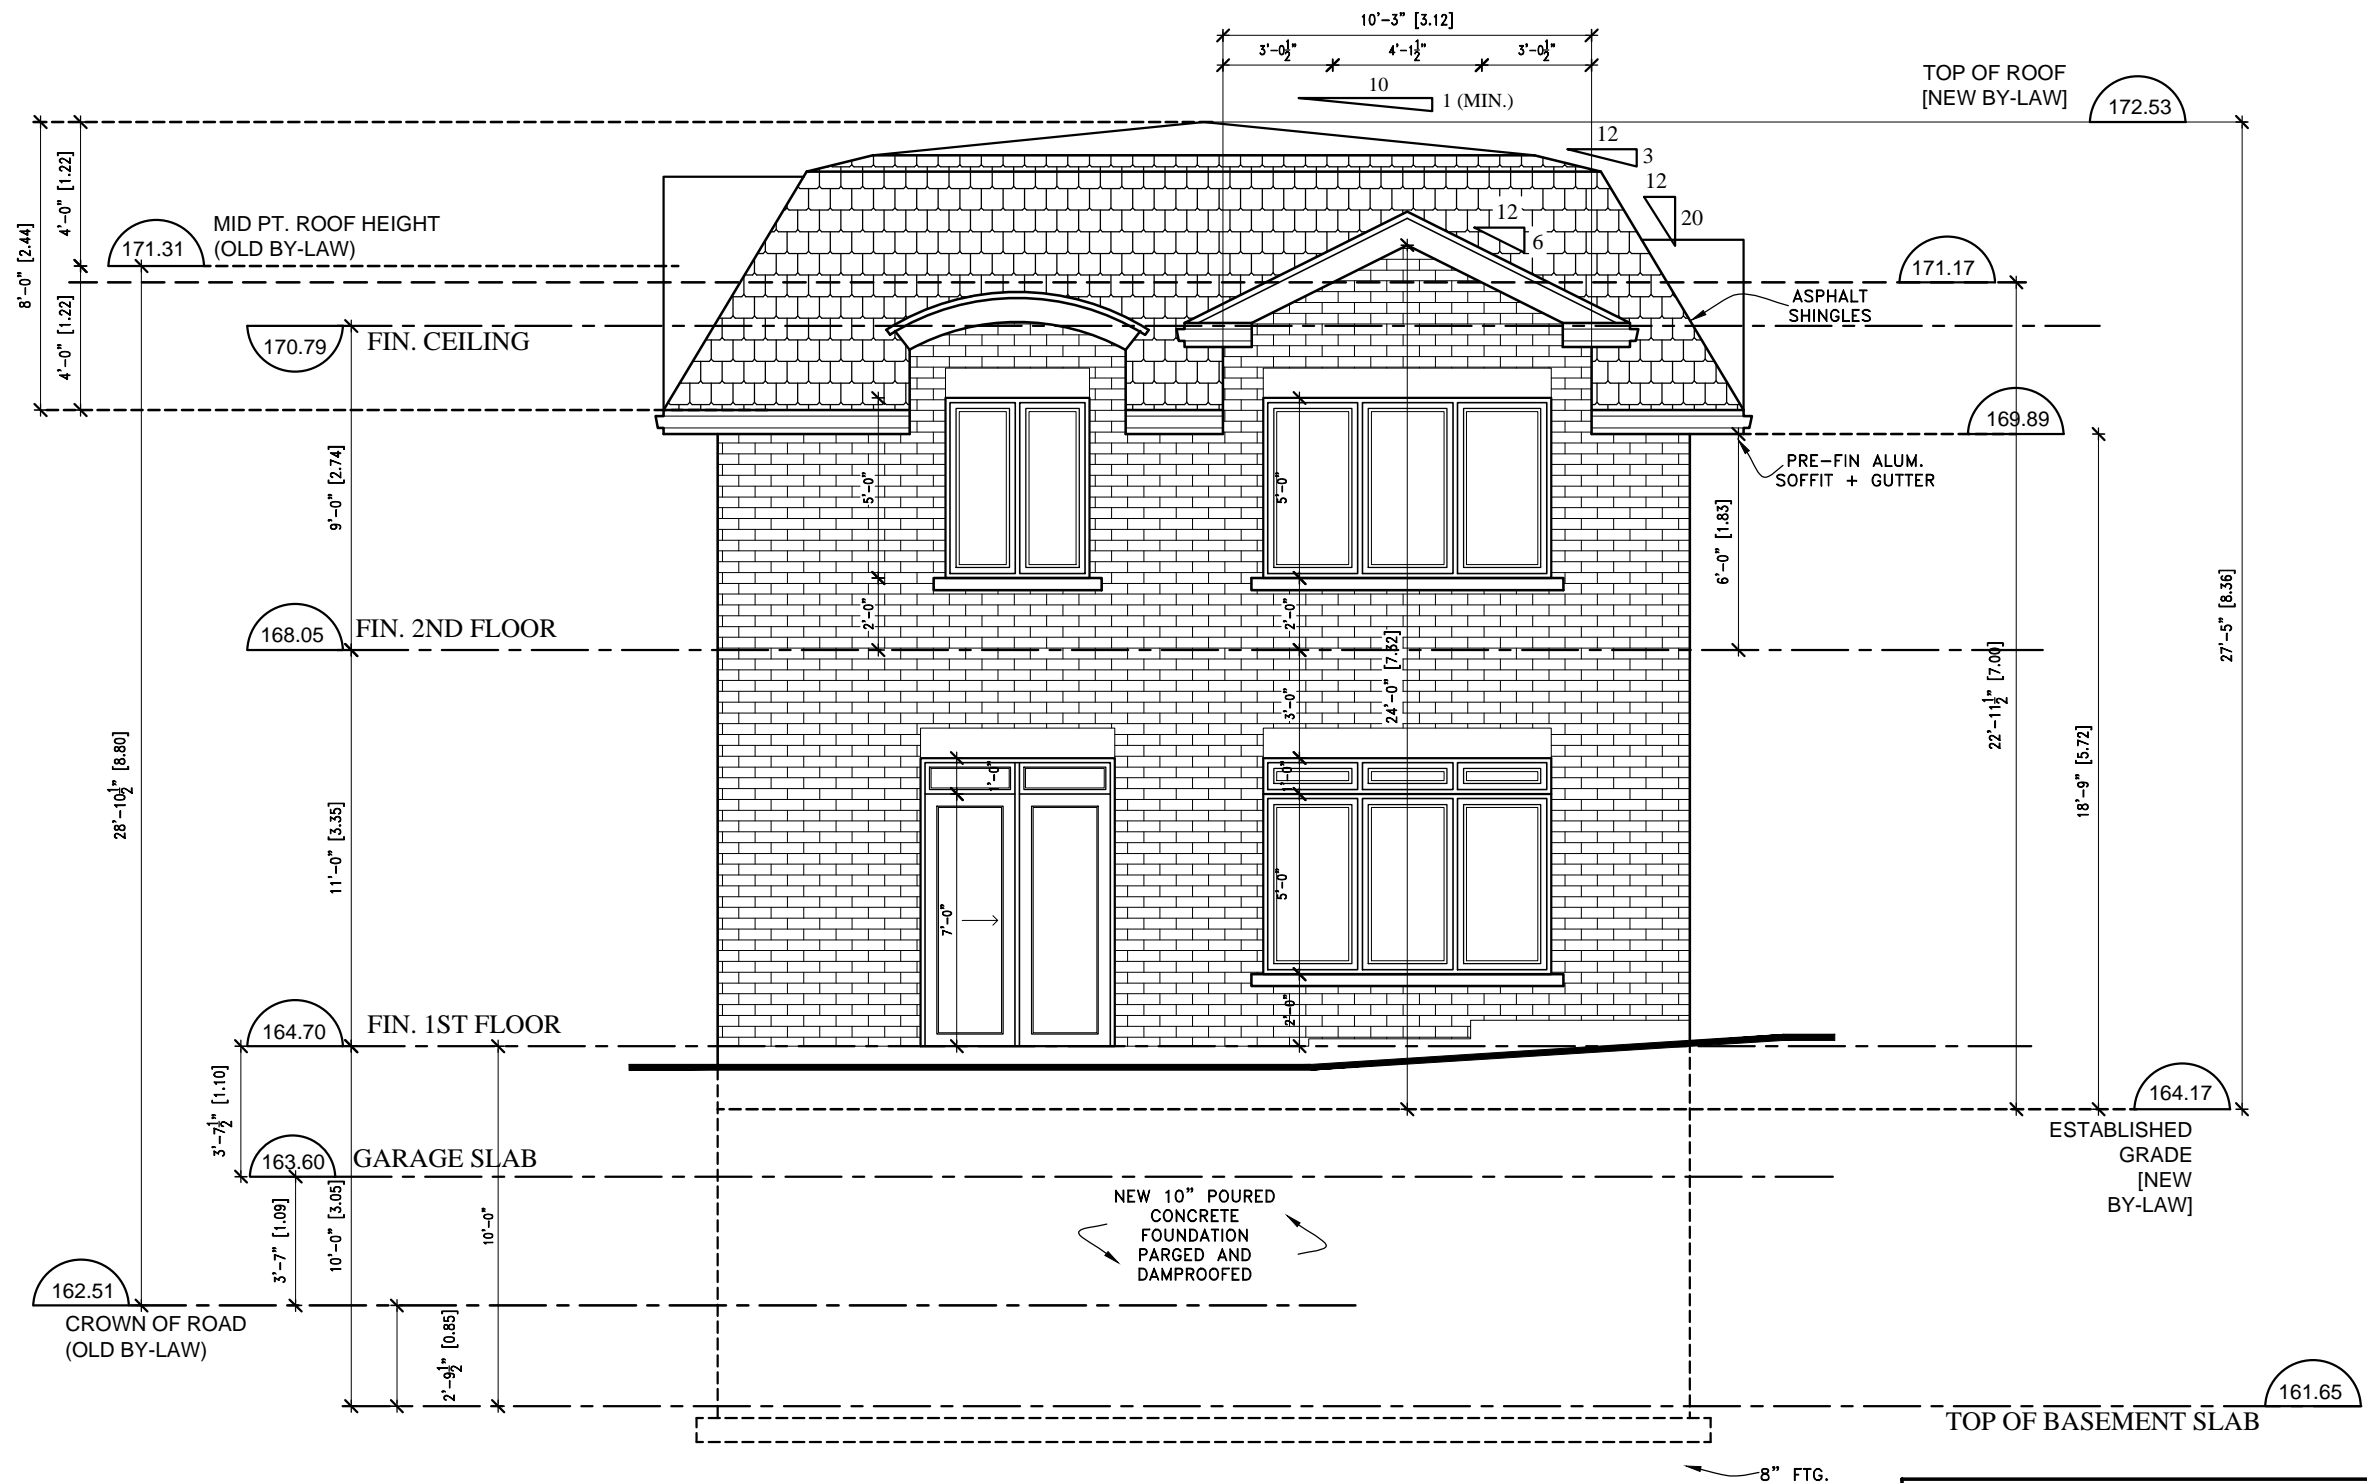 10'-3" [3.12]
3'-0½"
4'-1½"
3'-0½"
10
1 (MIN.)
TOP OF ROOF
[NEW BY-LAW]
172.53
12
3
12
20
12
6
8'-0" [2.44]
4'-0" [1.22]
4'-0" [1.22]
171.31
MID PT. ROOF HEIGHT
(OLD BY-LAW)
171.17
ASPHALT
SHINGLES
170.79
FIN. CEILING
169.89
PRE-FIN ALUM.
SOFFIT + GUTTER
9'-0" [2.74]
5'-0"
5'-0"
6'-0" [1.83]
2'-0"
2'-0"
168.05
FIN. 2ND FLOOR
27'-5" [8.36]
22'-11½" [7.00]
24'-0" [7.32]
3'-0"
18'-9" [5.72]
28'-10½" [8.80]
11'-0" [3.35]
1'-0"
1'-0"
7'-0"
5'-0"
2'-0"
164.70
FIN. 1ST FLOOR
3'-7½" [1.10]
164.17
ESTABLISHED
GRADE
[NEW
BY-LAW]
163.60
GARAGE SLAB
3'-7" [1.09]
10'-0" [3.05]
10'-0"
NEW 10" POURED
CONCRETE
FOUNDATION
PARGED AND
DAMPROOFED
162.51
CROWN OF ROAD
(OLD BY-LAW)
2'-9½" [0.85]
161.65
TOP OF BASEMENT SLAB
8" FTG.